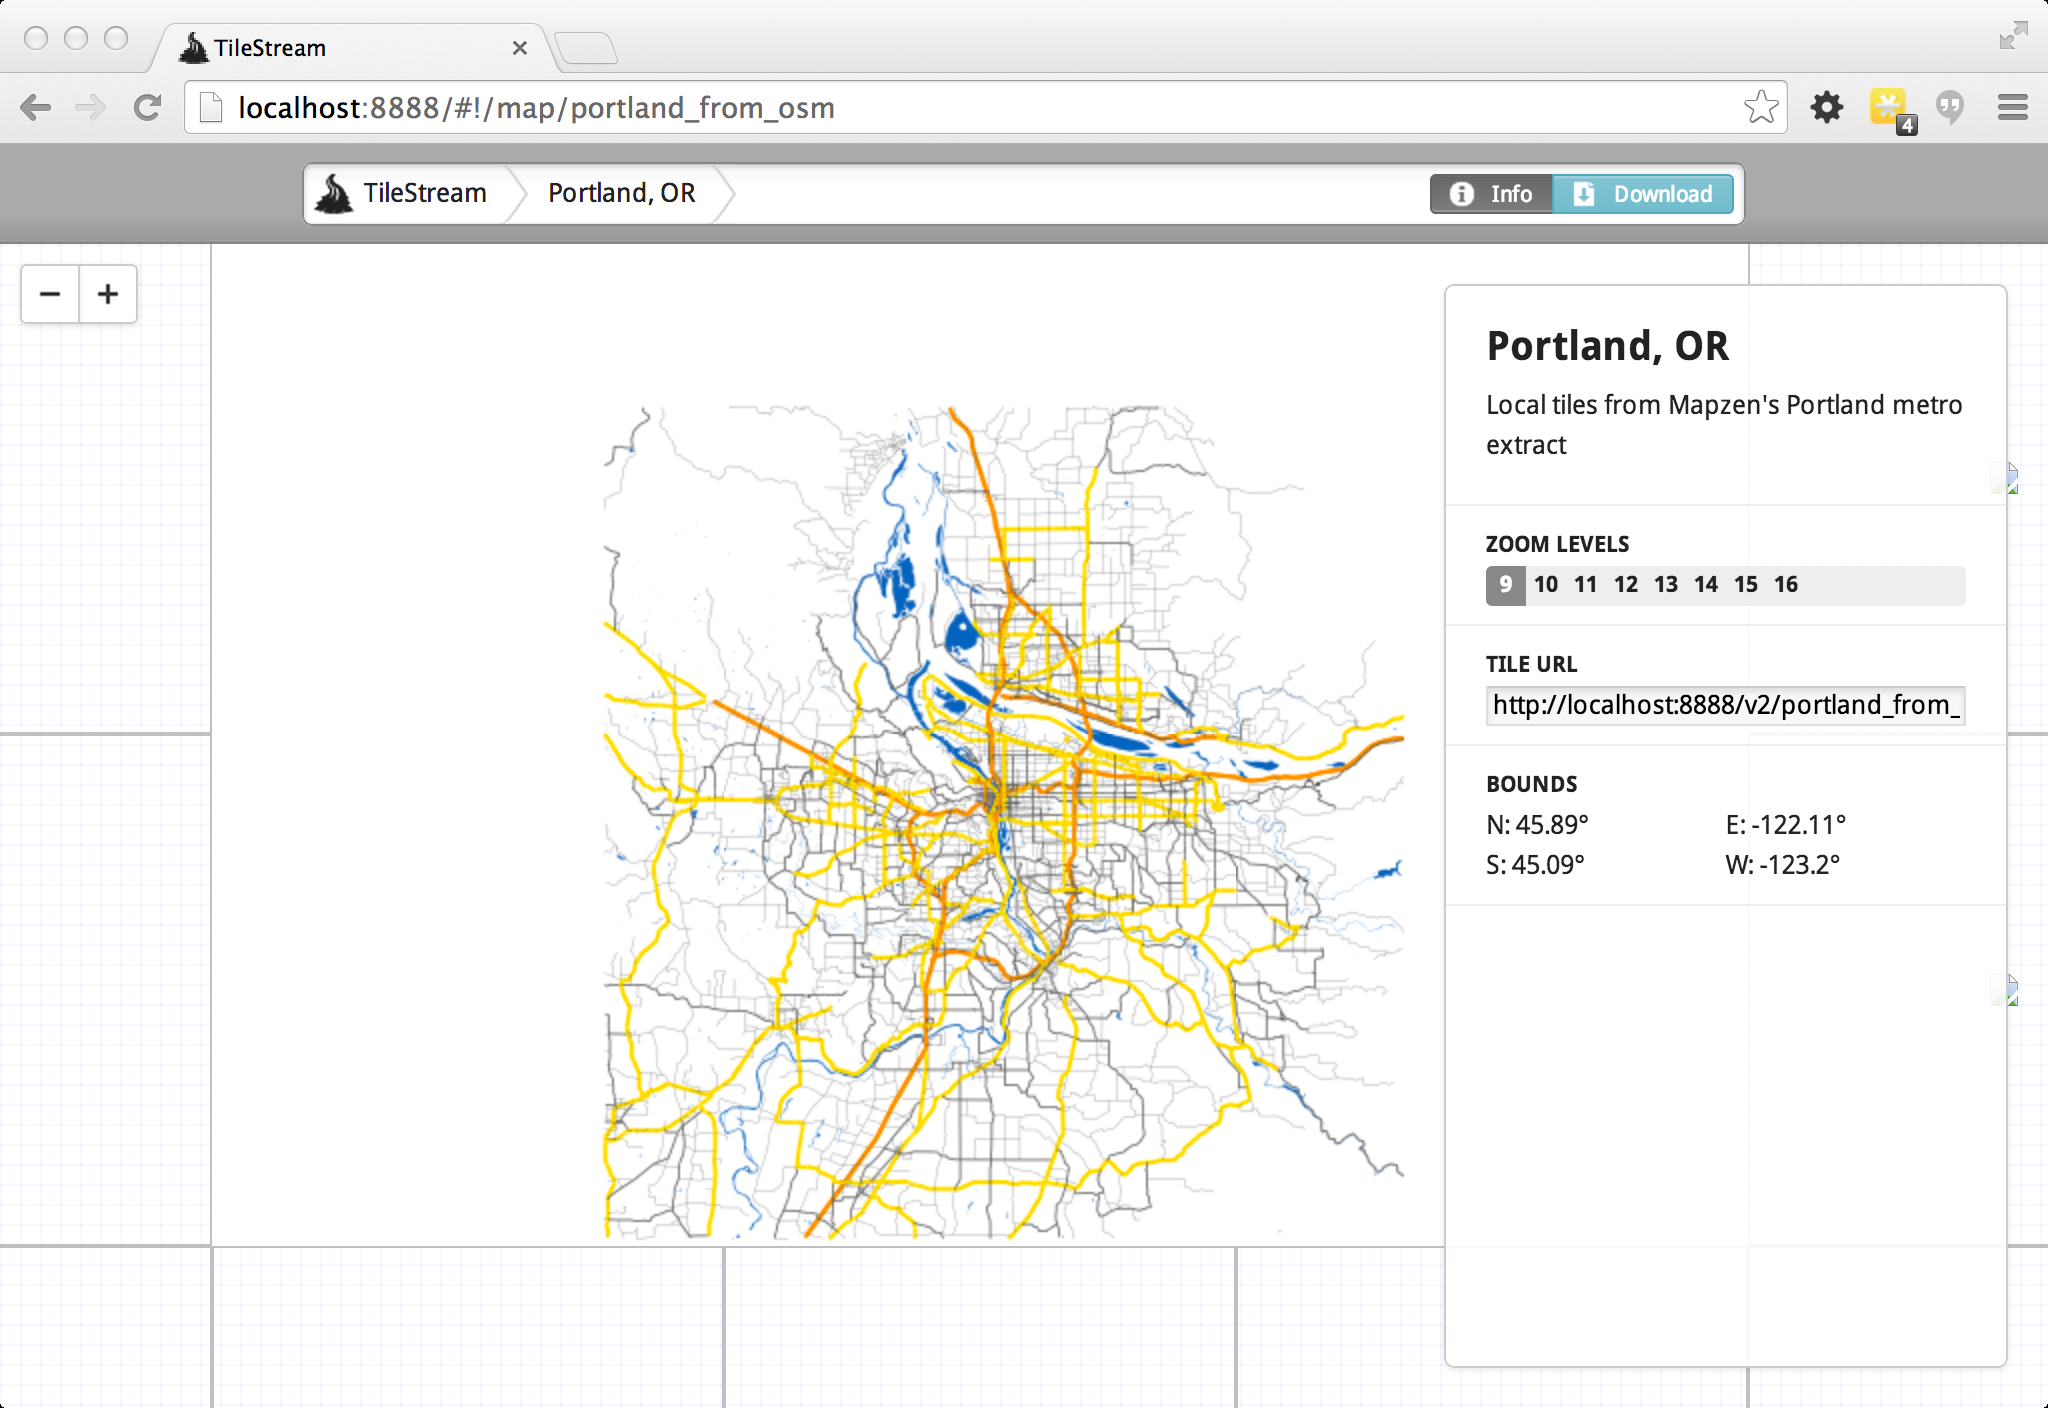 TileStream
localhost:8888/#!/map/portland_from_osm
4
TileStream
Portland, OR
Info
Download
Portland, OR
Local tiles from Mapzen's Portland metro
extract
ZOOM LEVELS
9 10 11 12 13 14 15 16
TILE URL
http://localhost:8888/v2/portland_from_
BOUNDS
N: 45.89° E: -122.11°
S: 45.09° W: -123.2°